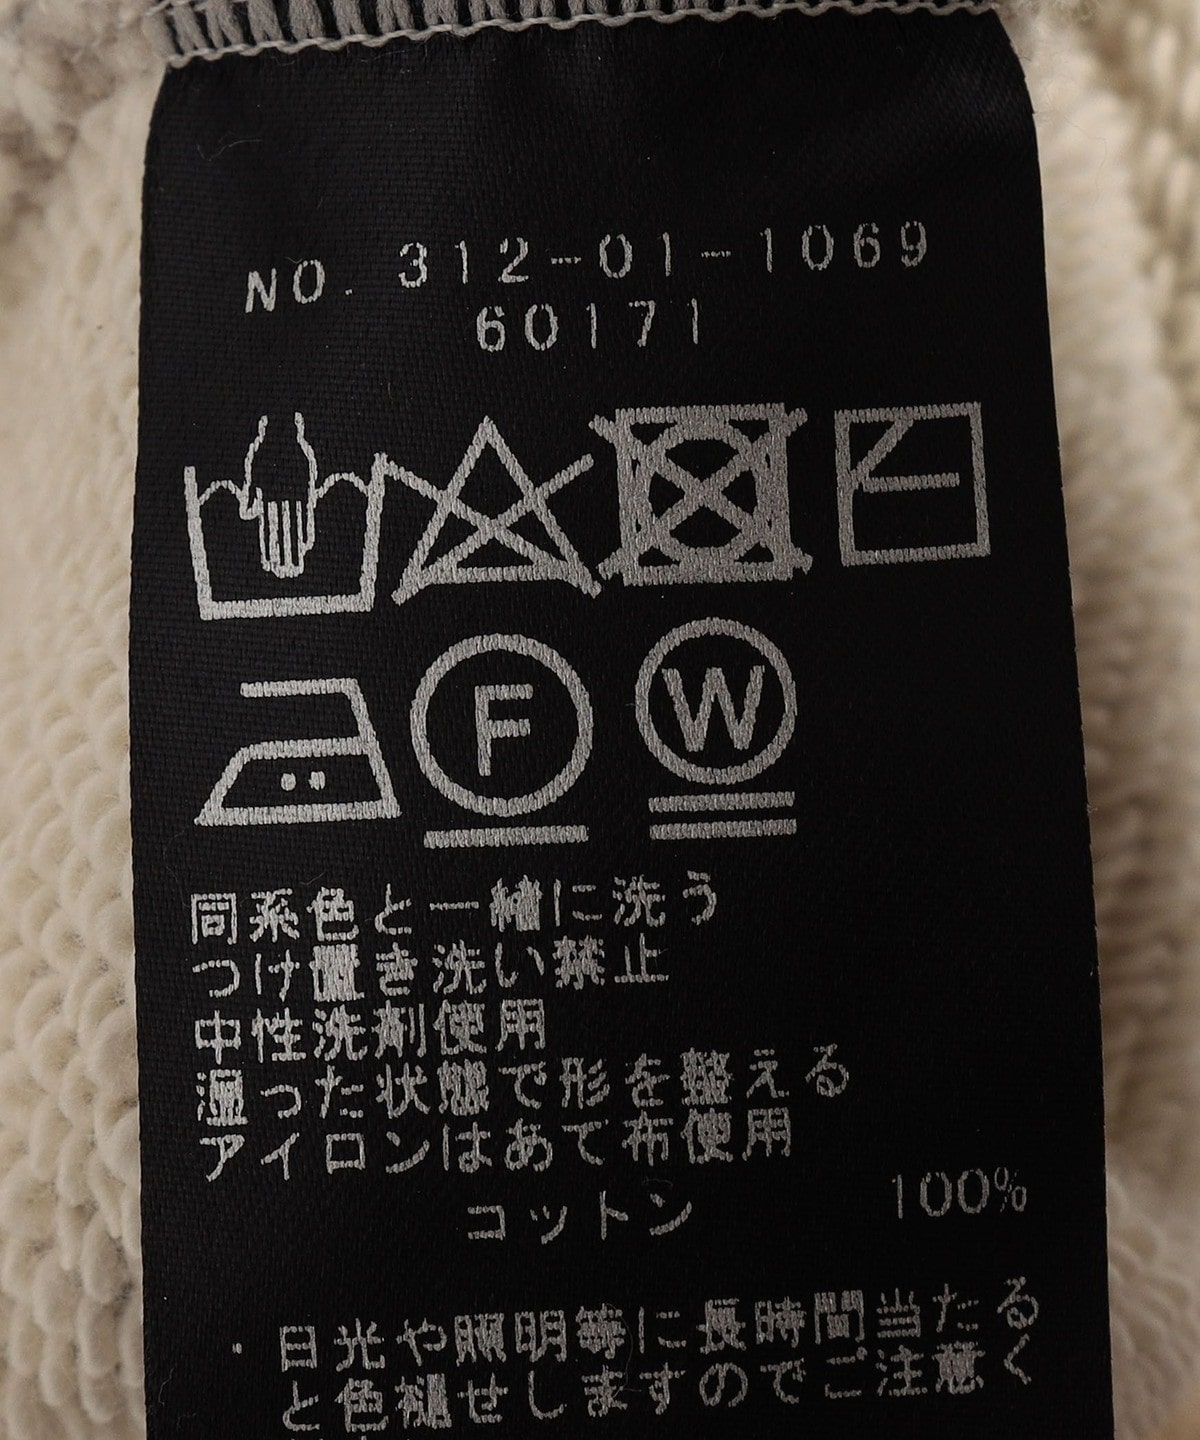 NO. 312-01-1069
60171
F W
同系色と一緒に洗う
つけ置き洗い禁止
中性洗剤使用
湿った状態で形を整える
アイロンはあて布使用
コットン 100%
・日光や照明等に長時間当たる
と色褪せしますのでご注意く